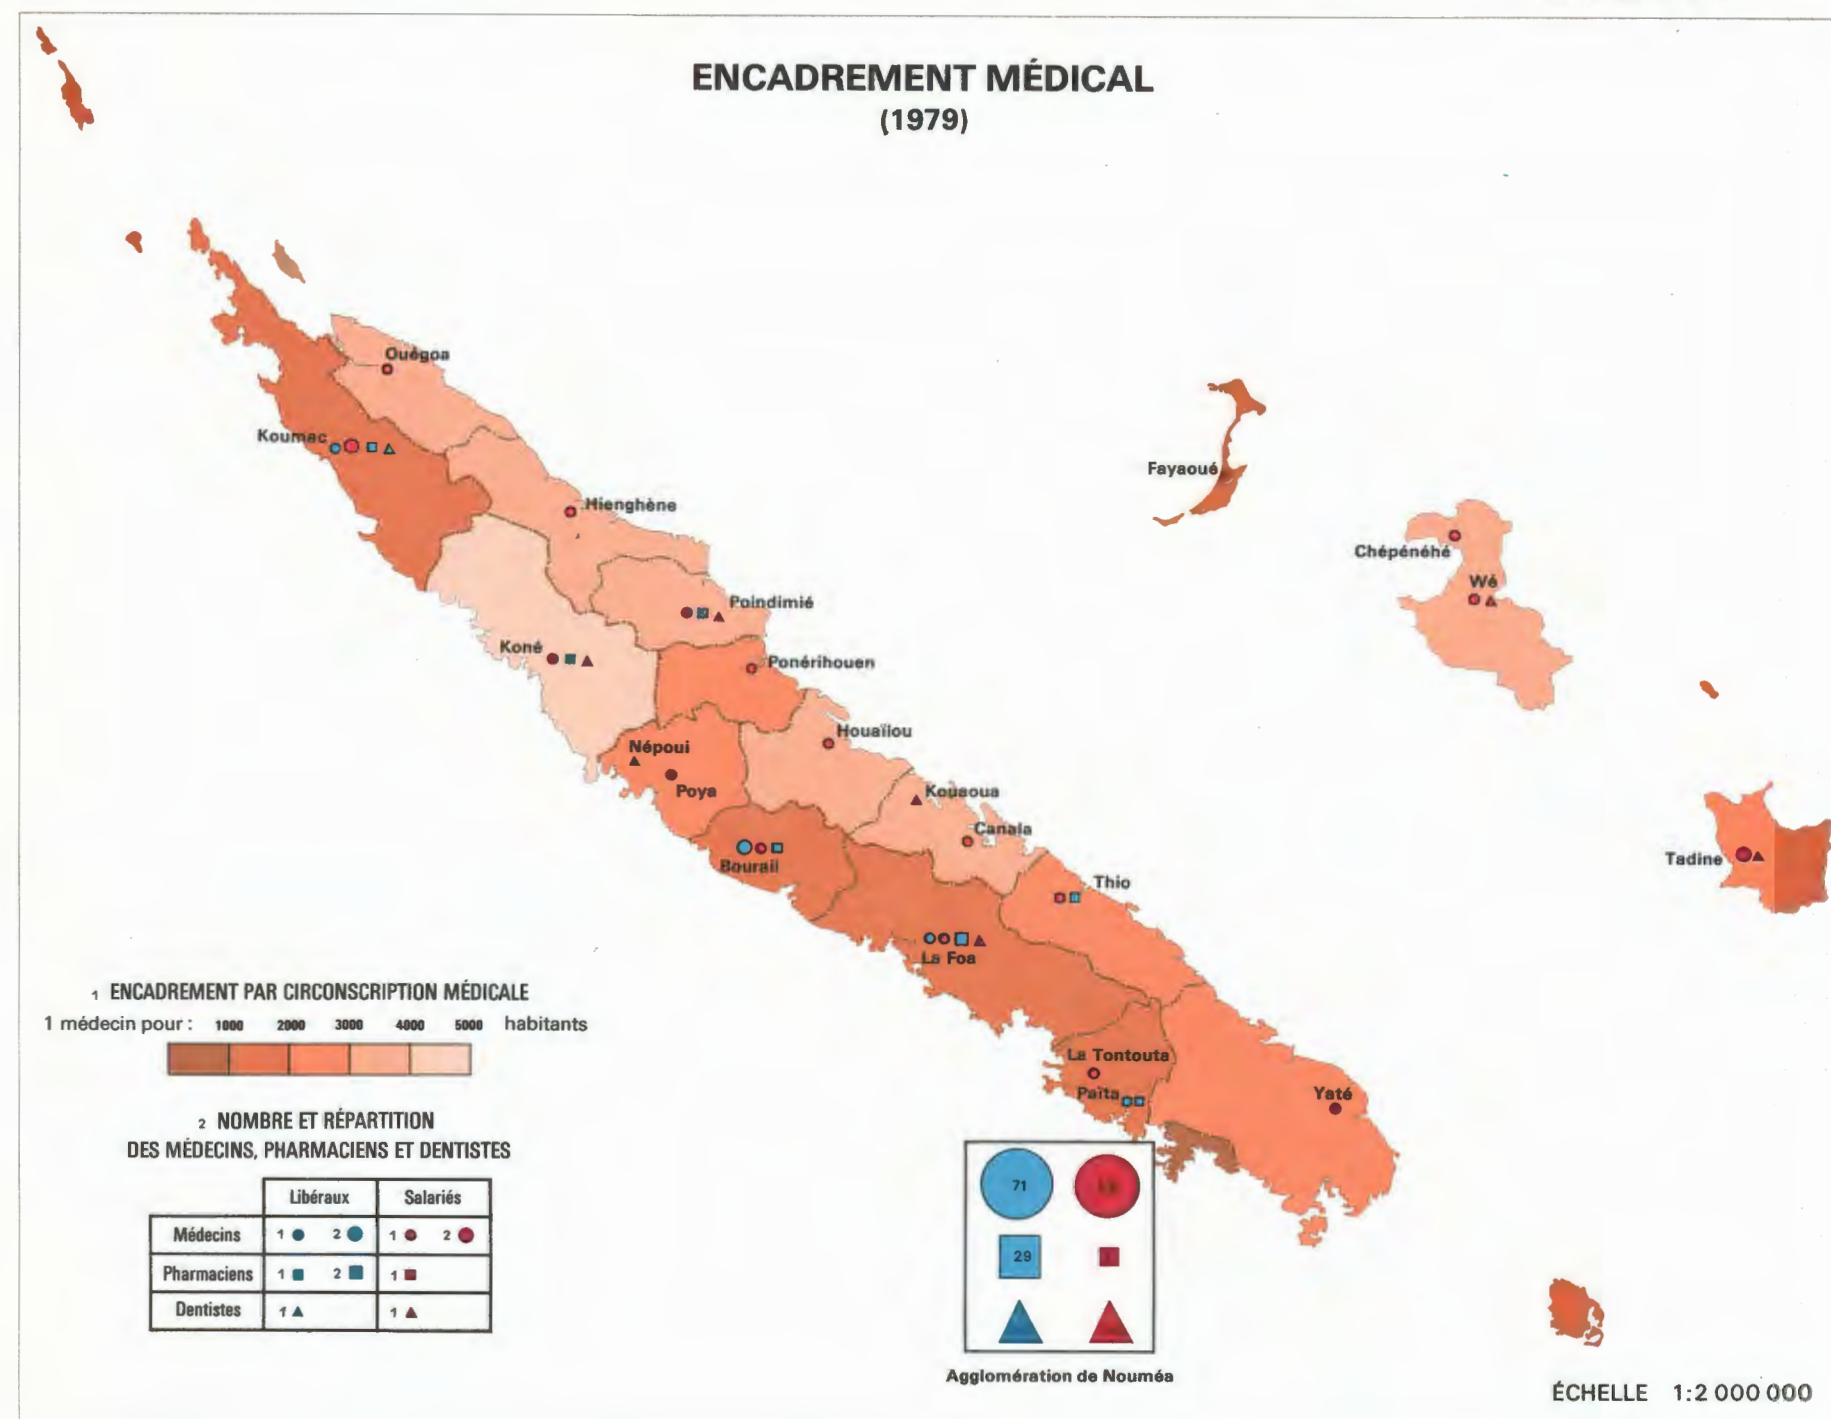 ENCADREMENT MÉDICAL
(1979)
Ouégoa
Koumac
Hienghène
Fayaoué
Chépénéhé
Wé
Poindimié
Koné
Ponérihouen
Houaïlou
Népoui
Poya
Kouaoua
Canala
Bourail
Tadine
Thio
La Foa
1 ENCADREMENT PAR CIRCONSCRIPTION MÉDICALE
1 médecin pour : 1000 2000 3000 4000 5000 habitants
La Tontouta
Païta
Yaté
2 NOMBRE ET RÉPARTITION
DES MÉDECINS, PHARMACIENS ET DENTISTES
Libéraux Salariés
Médecins 1 2 1 2
Pharmaciens 1 2 1
Dentistes 1 1
71
29
Agglomération de Nouméa
ÉCHELLE 1:2 000 000